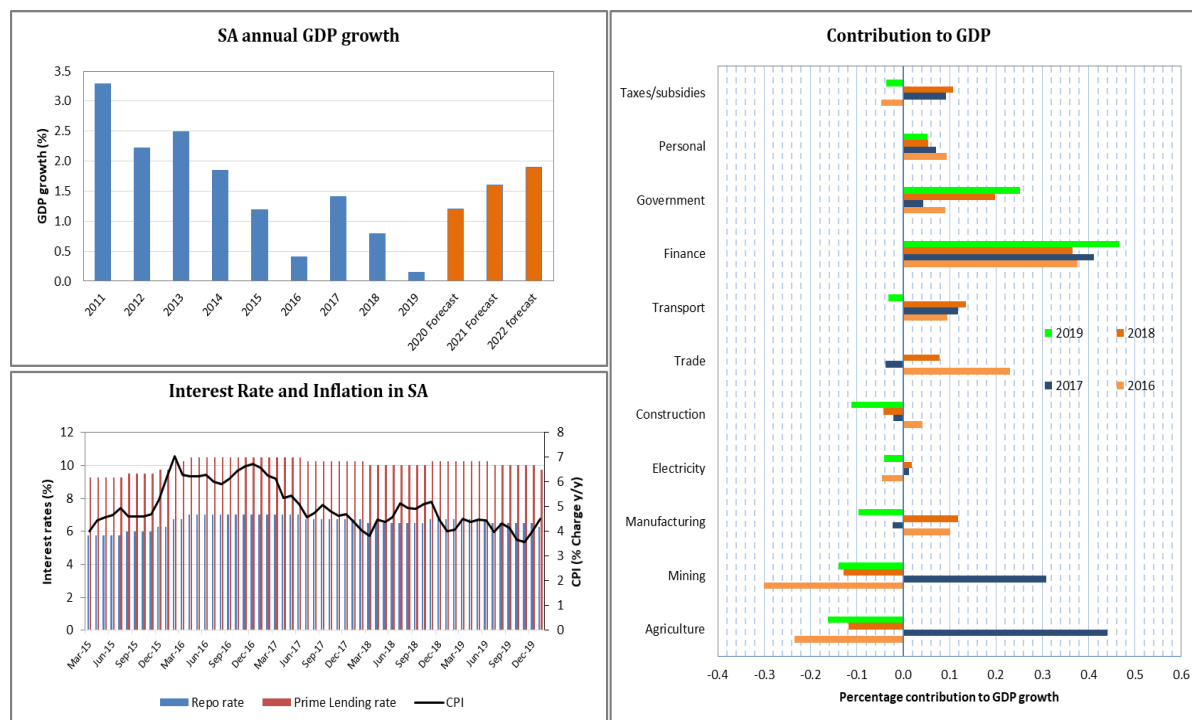 SA annual GDP growth
3.5
3.0
2.5
2.0
1.5
1.0
0.5
0.0
GDP growth (%)
2011
2012
2013
2014
2015
2016
2017
2018
2019
2020 Forecast
2021 Forecast
2022 forecast
Interest Rate and Inflation in SA
12
10
8
6
4
2
0
Interest rates (%)
8
7
6
5
4
3
2
1
0
CPI (% Charge y/y)
Mar-15
Jun-15
Sep-15
Dec-15
Mar-16
Jun-16
Sep-16
Dec-16
Mar-17
Jun-17
Sep-17
Dec-17
Mar-18
Jun-18
Sep-18
Dec-18
Mar-19
Jun-19
Sep-19
Dec-19
Repo rate
Prime Lending rate
CPI
Contribution to GDP
Taxes/subsidies
Personal
Government
Finance
Transport
Trade
Construction
Electricity
Manufacturing
Mining
Agriculture
2019
2018
2017
2016
-0.4
-0.3
-0.2
-0.1
0.0
0.1
0.2
0.3
0.4
0.5
0.6
Percentage contribution to GDP growth